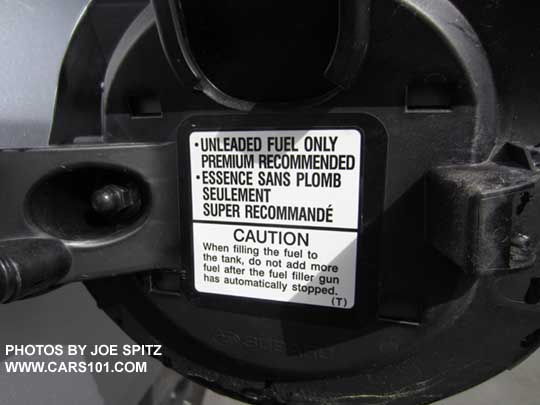 •UNLEADED FUEL ONLY
PREMIUM RECOMMENDED
•ESSENCE SANS PLOMB
SEULEMENT
SUPER RECOMMANDÉ
CAUTION
When filling the fuel to
the tank, do not add more
fuel after the fuel filler gun
has automatically stopped.
(T)
SUBARU
PHOTOS BY JOE SPITZ
WWW.CARS101.COM